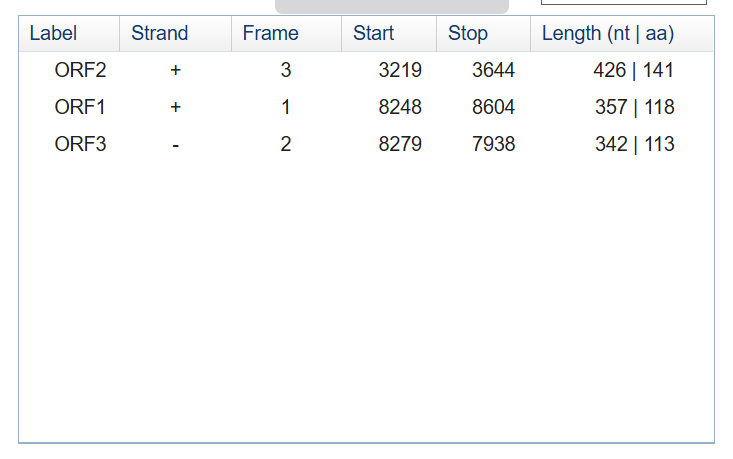 Label Strand Frame Start Stop Length (nt | aa)
ORF2 + 3 3219 3644 426 | 141
ORF1 + 1 8248 8604 357 | 118
ORF3 - 2 8279 7938 342 | 113